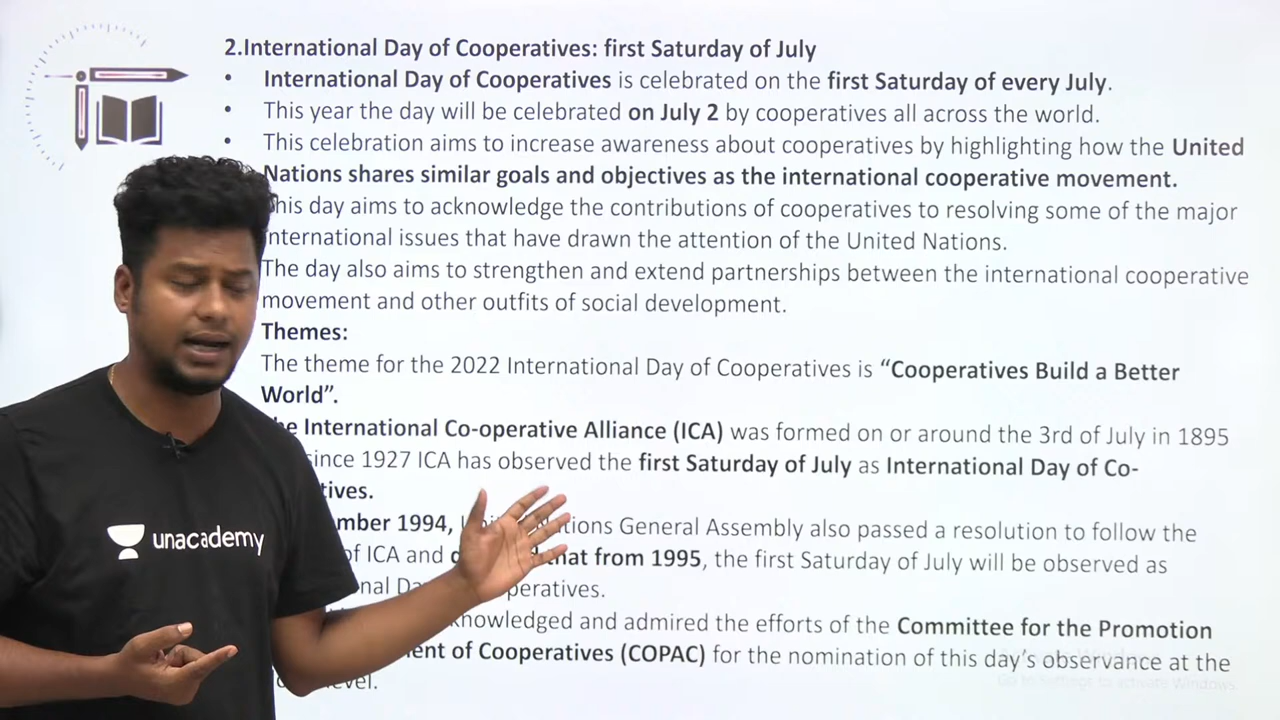 2.International Day of Cooperatives: first Saturday of July
• International Day of Cooperatives is celebrated on the first Saturday of every July.
• This year the day will be celebrated on July 2 by cooperatives all across the world.
• This celebration aims to increase awareness about cooperatives by highlighting how the United
Nations shares similar goals and objectives as the international cooperative movement.
his day aims to acknowledge the contributions of cooperatives to resolving some of the major
international issues that have drawn the attention of the United Nations.
The day also aims to strengthen and extend partnerships between the international cooperative
movement and other outfits of social development.
Themes:
The theme for the 2022 International Day of Cooperatives is “Cooperatives Build a Better
World”.
he International Co-operative Alliance (ICA) was formed on or around the 3rd of July in 1895
since 1927 ICA has observed the first Saturday of July as International Day of Co-
tives.
mber 1994, tions General Assembly also passed a resolution to follow the
of ICA and that from 1995, the first Saturday of July will be observed as
nal Da peratives.
knowledged and admired the efforts of the Committee for the Promotion
ent of Cooperatives (COPAC) for the nomination of this day’s observance at the
evel.
Go to settings to activate Windows.
unacademy